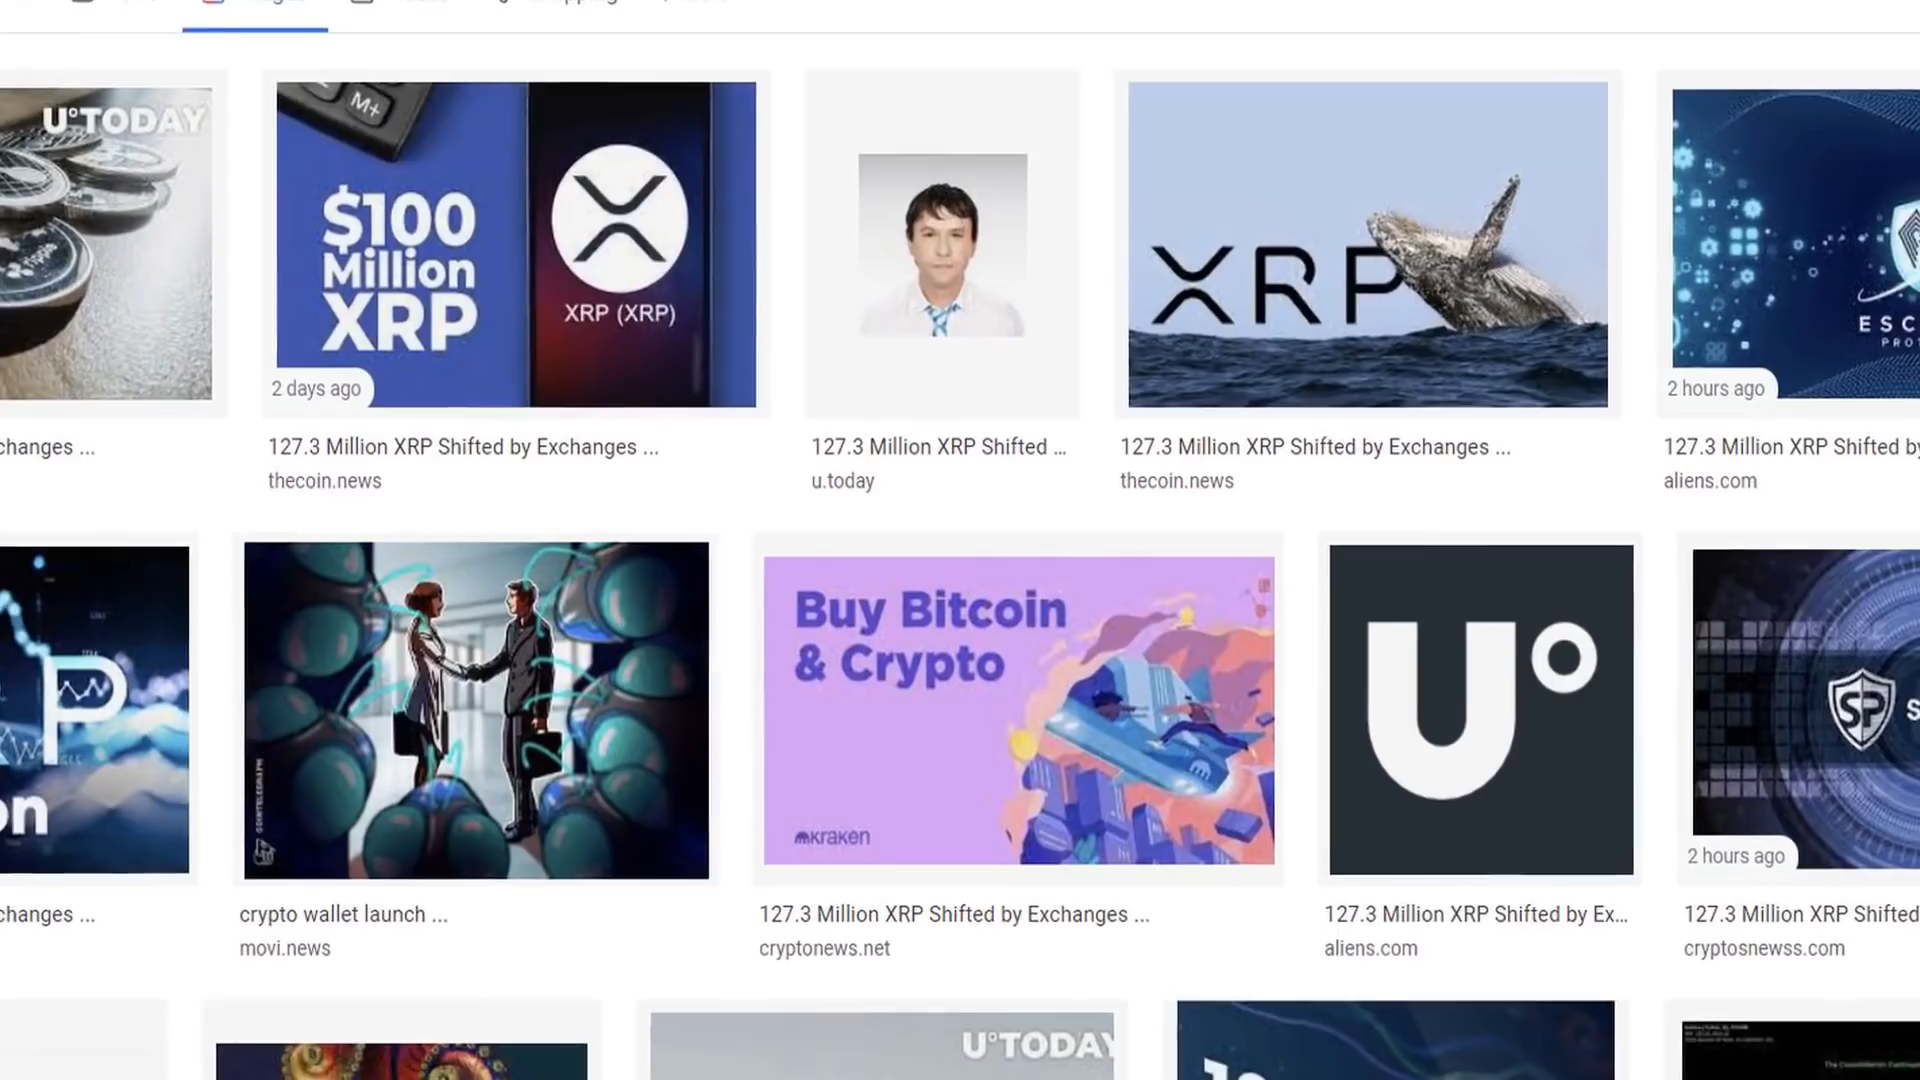 U°TODAY
M+
$100
Million
XRP
XRP (XRP)
2 days ago
XRP
2 hours ago
changes ...
127.3 Million XRP Shifted by Exchanges ...
thecoin.news
127.3 Million XRP Shifted ...
u.today
127.3 Million XRP Shifted by Exchanges ...
thecoin.news
127.3 Million XRP Shifted by
aliens.com
P
on
COINTELEGRAPH
Buy Bitcoin
& Crypto
kraken
U°
SP
2 hours ago
changes ...
crypto wallet launch ...
movi.news
127.3 Million XRP Shifted by Exchanges ...
cryptonews.net
127.3 Million XRP Shifted by Ex...
aliens.com
127.3 Million XRP Shifted
cryptosnewss.com
U°TODAY